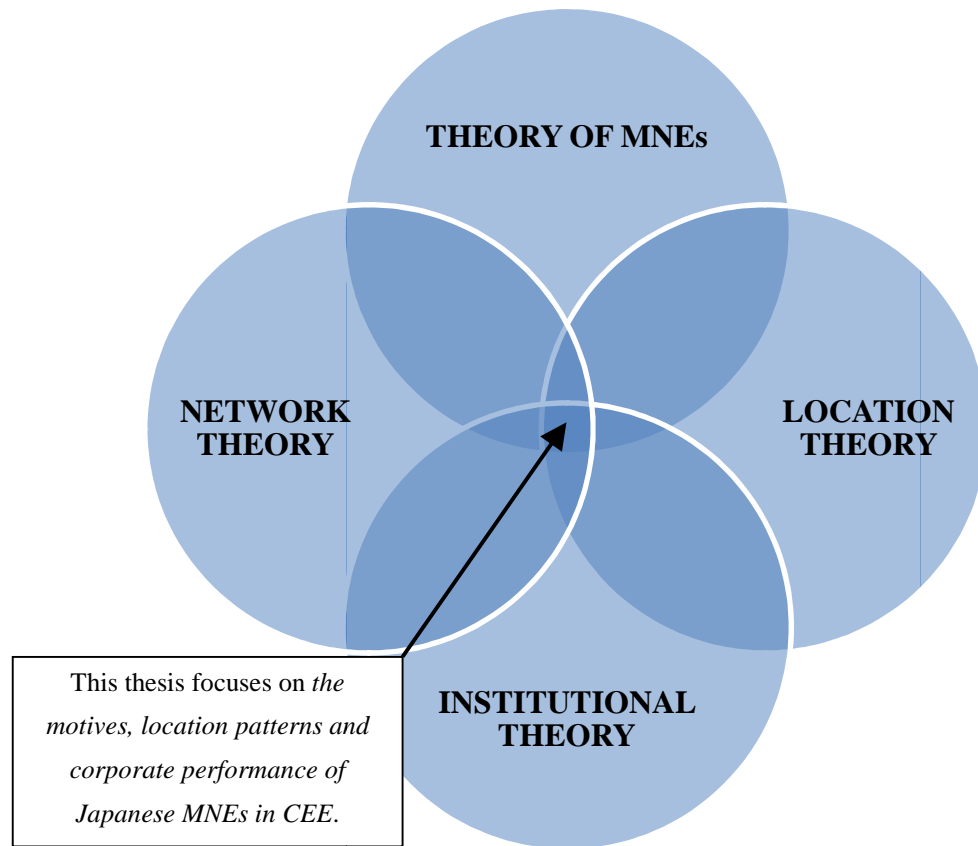 THEORY OF MNEs
NETWORK
THEORY
LOCATION
THEORY
INSTITUTIONAL
THEORY
This thesis focuses on the
motives, location patterns and
corporate performance of
Japanese MNEs in CEE.